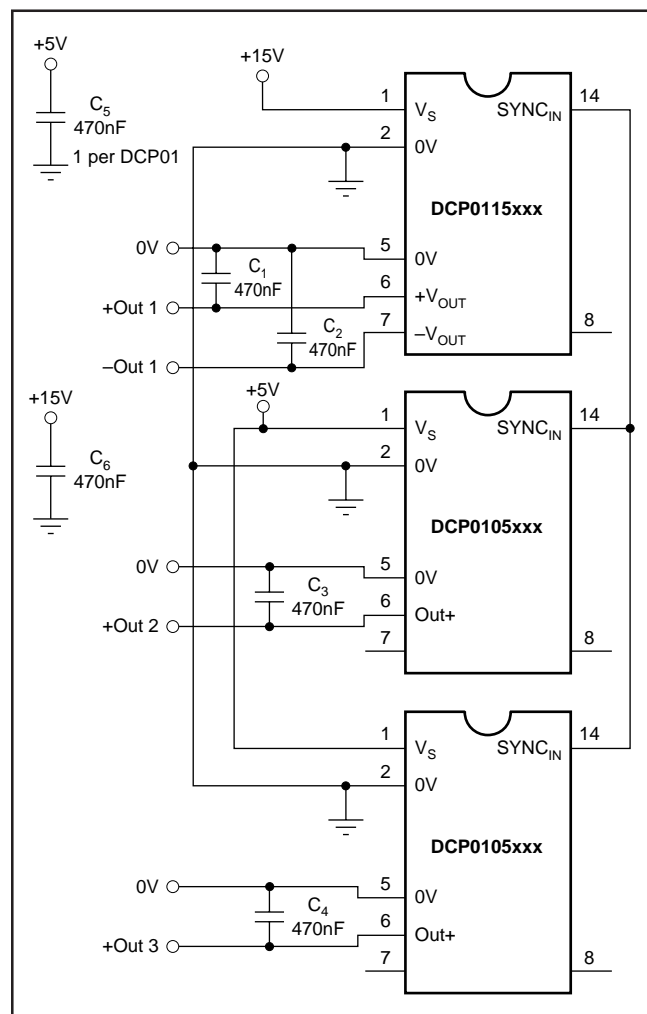 +5V
C5
470nF
1 per DCP01
+15V
1
VS
SYNCIN
14
2
0V
DCP0115xxx
0V
5
0V
C1
470nF
+Out 1
6
+VOUT
C2
470nF
–Out 1
7
–VOUT
8
+15V
C6
470nF
+5V
1
VS
SYNCIN
14
2
0V
DCP0105xxx
0V
5
0V
C3
470nF
+Out 2
6
Out+
7
8
1
VS
SYNCIN
14
2
0V
DCP0105xxx
0V
5
0V
C4
470nF
+Out 3
6
Out+
7
8